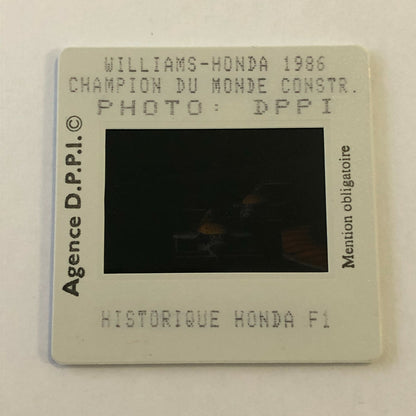 WILLIAMS-HONDA 1986
CHAMPION DU MONDE CONSTR.
PHOTO: DPPI
Agence D.P.P.I.©
Mention obligatoire
HISTORIQUE HONDA F1